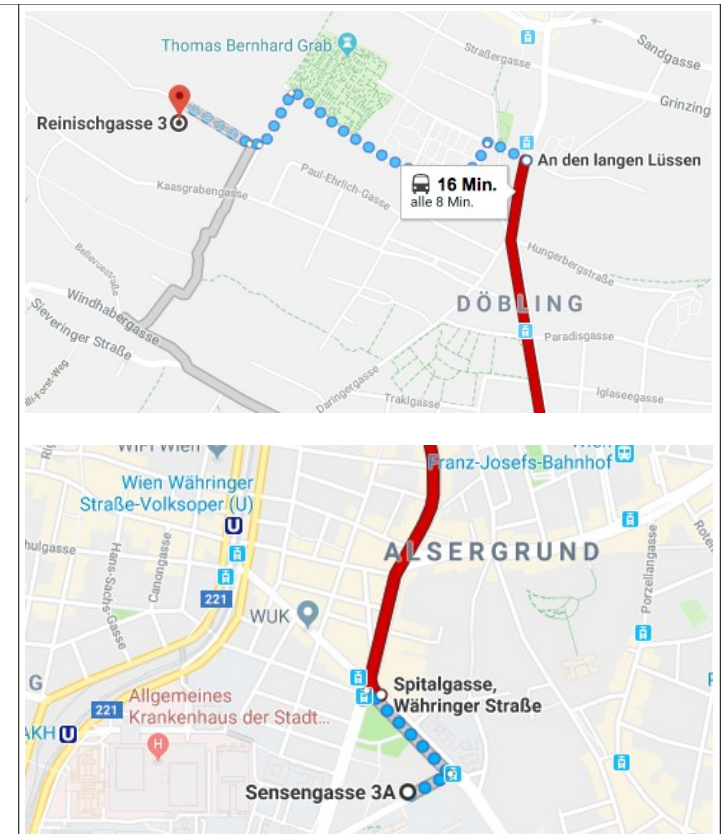 Thomas Bernhard Grab
Straßergasse
Sandgasse
Grinzing
Reinischgasse 3
An den langen Lüssen
16 Min.
alle 8 Min.
Paul-Ehrlich-Gasse
Kaasgrabengasse
Bellevuestraße
Hungerbergstraße
Windhabergasse
DÖBLING
Sieveringer Straße
Paradisgasse
Daringergasse
Traklgasse
Iglaseegasse
WIFI Wien
Franz-Josefs-Bahnhof
Wien Währinger
Straße-Volksoper (U)
U
ALSERGRUND
Hans-Sachs-Gasse
Canongasse
Porzellangasse
221
WUK
G
Spitalgasse,
Währinger Straße
221
Allgemeines
Krankenhaus der Stadt...
AKH U
H
Sensengasse 3A